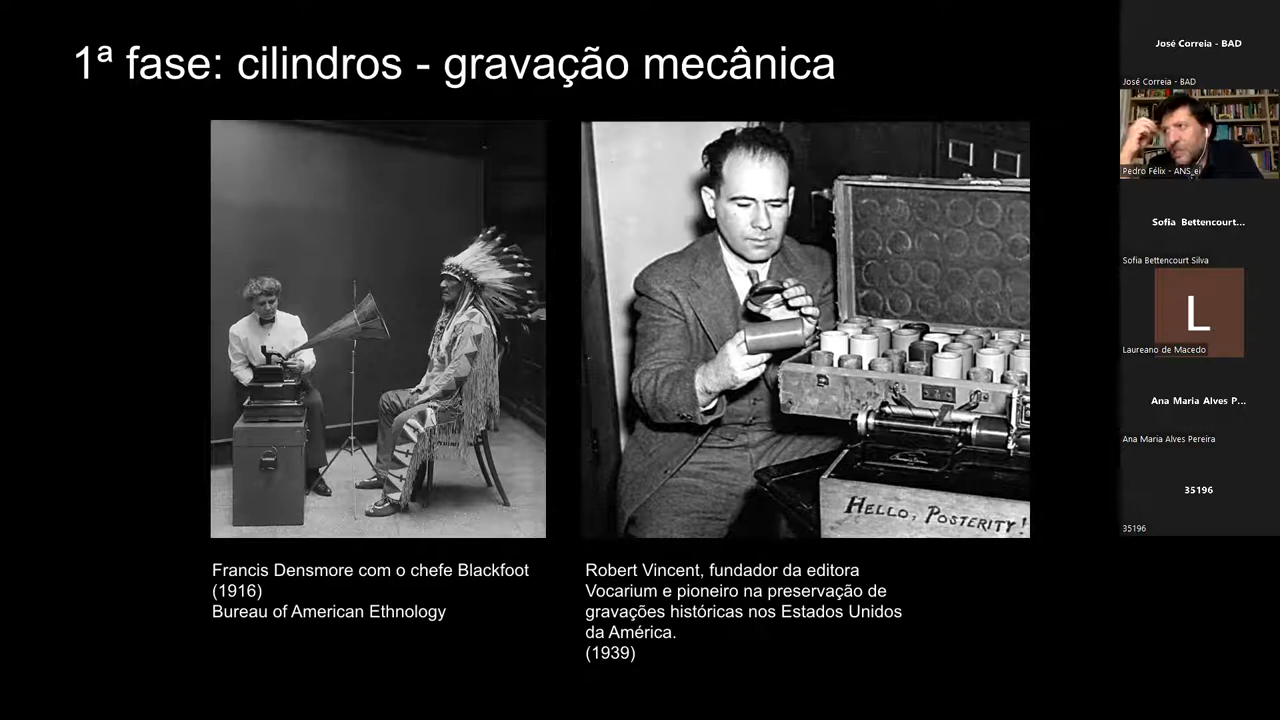 1ª fase: cilindros - gravação mecânica
HELLO, POSTERITY!
Francis Densmore com o chefe Blackfoot
(1916)
Bureau of American Ethnology
Robert Vincent, fundador da editora
Vocarium e pioneiro na preservação de
gravações históricas nos Estados Unidos
da América.
(1939)
José Correia - BAD
José Correia - BAD
Pedro Félix - ANS_ei
Sofia Bettencourt...
Sofia Bettencourt Silva
L
Laureano de Macedo
Ana Maria Alves P...
Ana Maria Alves Pereira
35196
35196